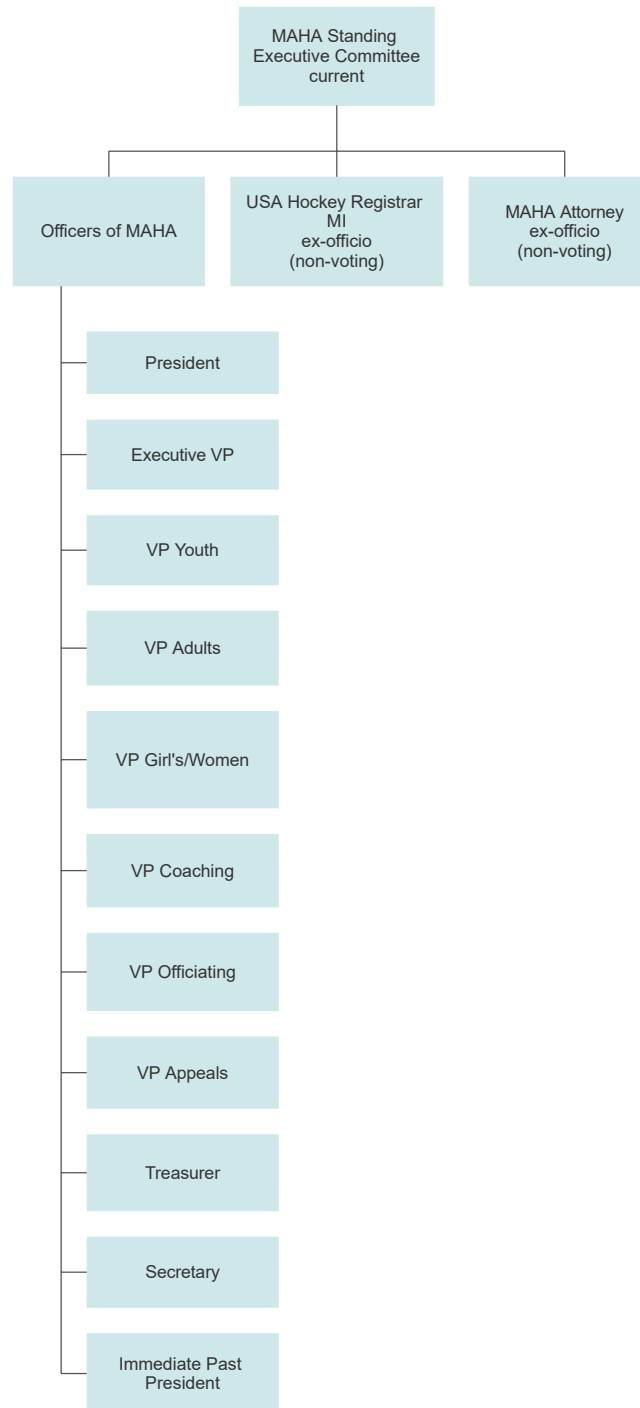 MAHA Standing
Executive Committee
current
Officers of MAHA
USA Hockey Registrar
MI
ex-officio
(non-voting)
MAHA Attorney
ex-officio
(non-voting)
President
Executive VP
VP Youth
VP Adults
VP Girl's/Women
VP Coaching
VP Officiating
VP Appeals
Treasurer
Secretary
Immediate Past
President